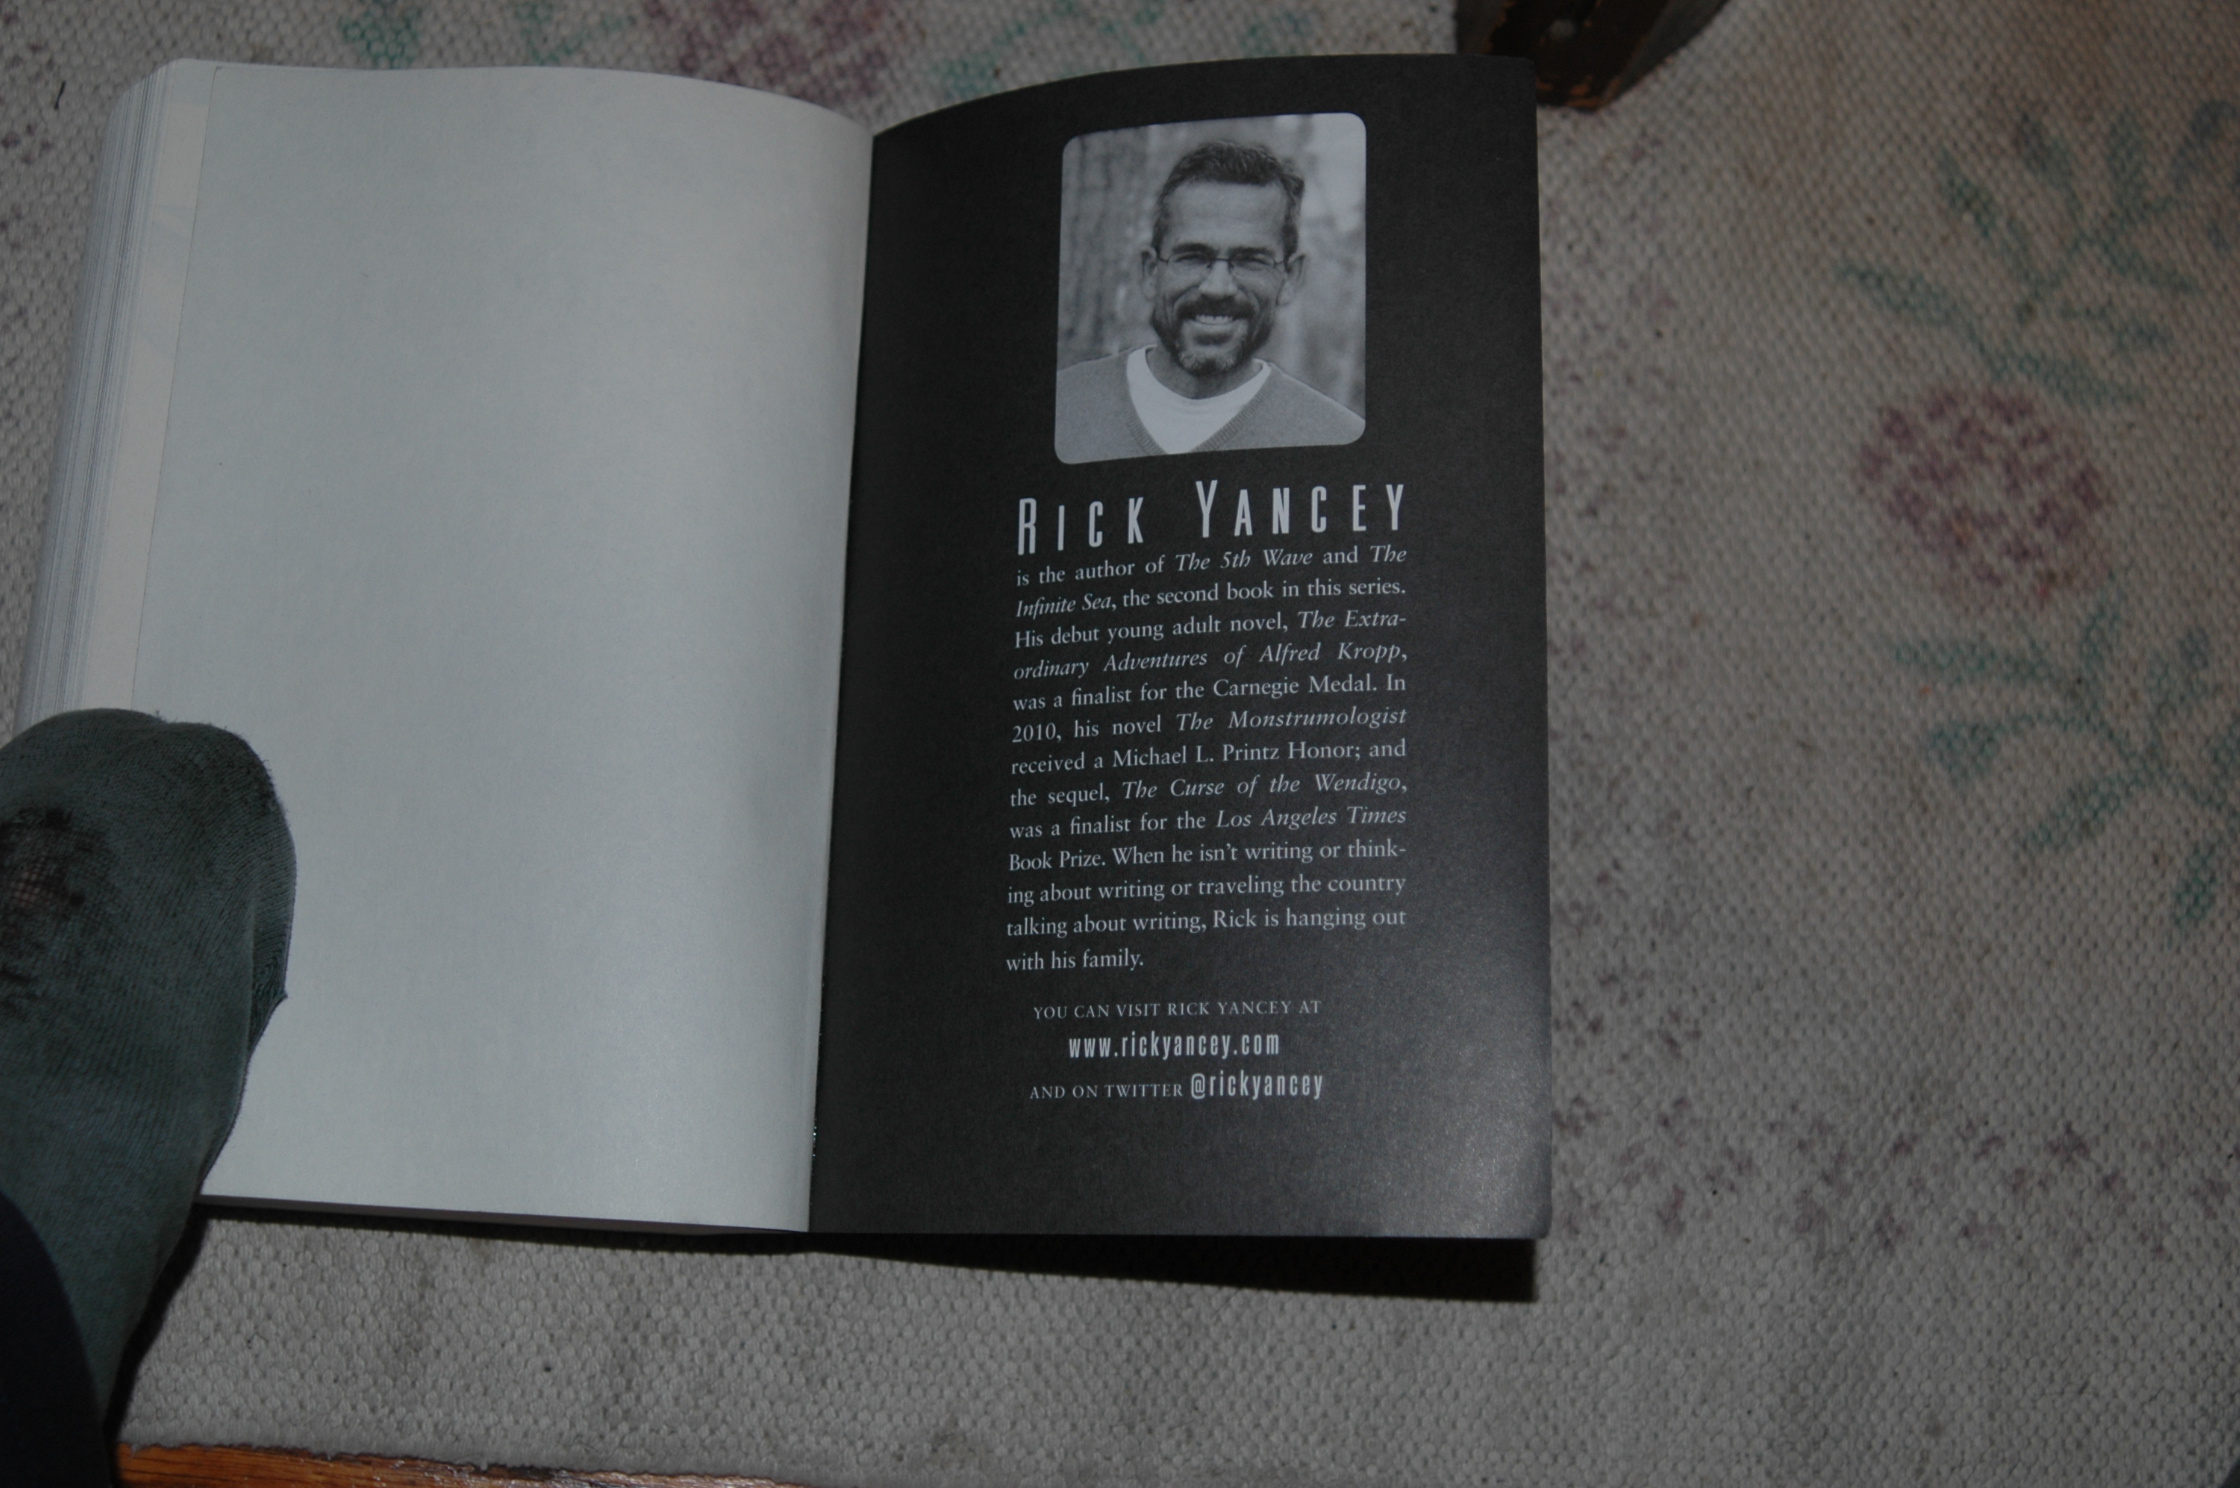 RICK YANCEY
is the author of The 5th Wave and The
Infinite Sea, the second book in this series.
His debut young adult novel, The Extra-
ordinary Adventures of Alfred Kropp,
was a finalist for the Carnegie Medal. In
2010, his novel The Monstrumologist
received a Michael L. Printz Honor; and
the sequel, The Curse of the Wendigo,
was a finalist for the Los Angeles Times
Book Prize. When he isn't writing or think-
ing about writing or traveling the country
talking about writing, Rick is hanging out
with his family.
YOU CAN VISIT RICK YANCEY AT
www.rickyancey.com
AND ON TWITTER @rickyancey